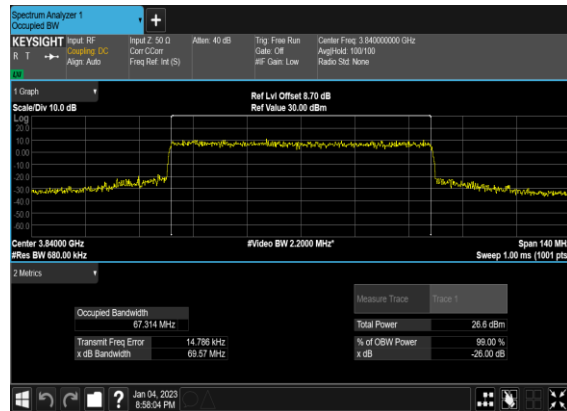 Spectrum Analyzer 1
Occupied BW
+
KEYSIGHT Input: RF Input Z: 50 Ω Atten: 40 dB Trig: Free Run Center Freq: 3.840000000 GHz
R T Coupling: DC Corr CCorr Gate: Off Avg|Hold: 100/100
Align: Auto Freq Ref: Int (S) #IF Gain: Low Radio Std: None
LW
1 Graph
Ref Lvl Offset 8.70 dB
Scale/Div 10.0 dB Ref Value 30.00 dBm
Log
20.0
10.0
0.00
-10.0
-20.0
-30.0
-40.0
-50.0
-60.0
Center 3.84000 GHz #Video BW 2.2000 MHz* Span 140 MH
#Res BW 680.00 kHz Sweep 1.00 ms (1001 pts
2 Metrics
Measure Trace Trace 1
Occupied Bandwidth
67.314 MHz Total Power 26.6 dBm
Transmit Freq Error 14.786 kHz % of OBW Power 99.00 %
x dB Bandwidth 69.57 MHz x dB -26.00 dB
? Jan 04, 2023
8:58:04 PM